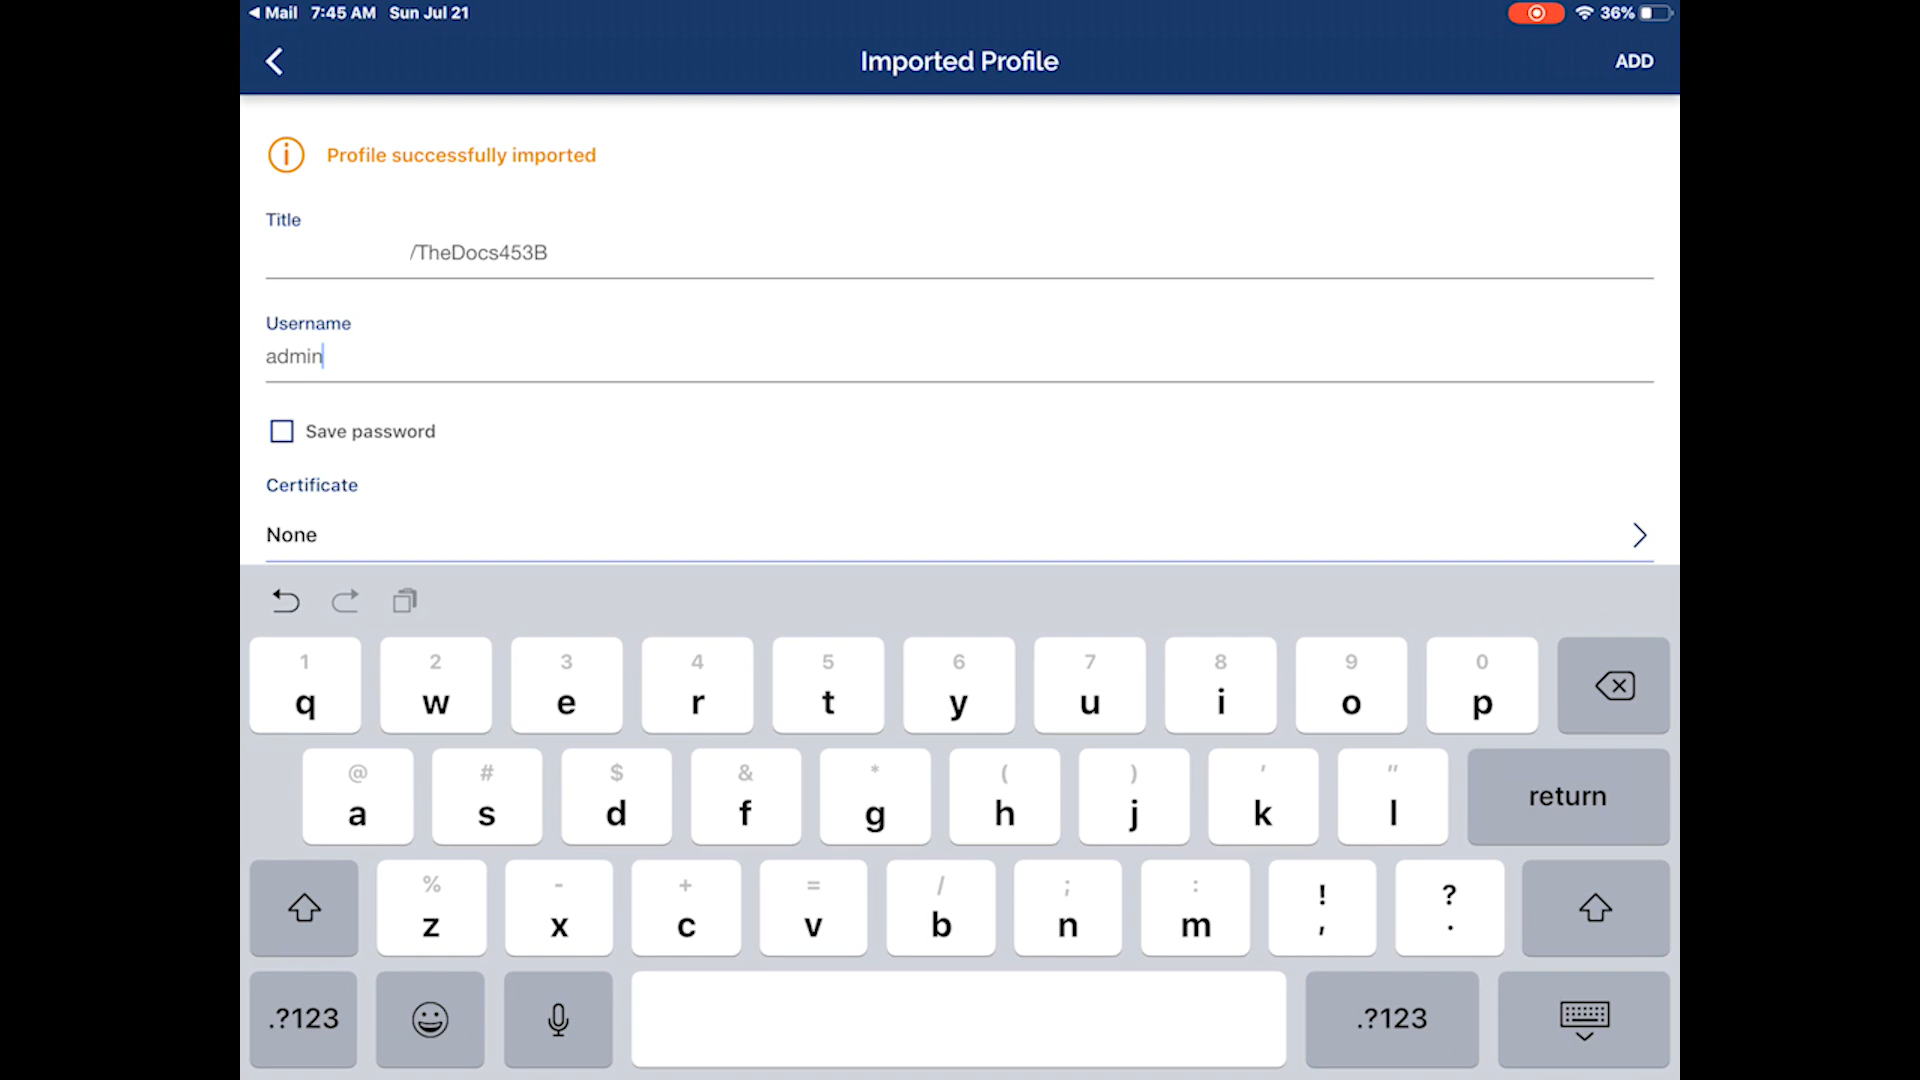 Mail 7:45 AM Sun Jul 21
36%
Imported Profile
ADD
Profile successfully imported
Title
/TheDocs453B
Username
admin
Save password
Certificate
None
1 2 3 4 5 6 7 8 9 0
q w e r t y u i o p
@ # $ & * ( ) ' "
a s d f g h j k l return
% - + = / ; : ! ?
z x c v b n m , .
.?123 .?123